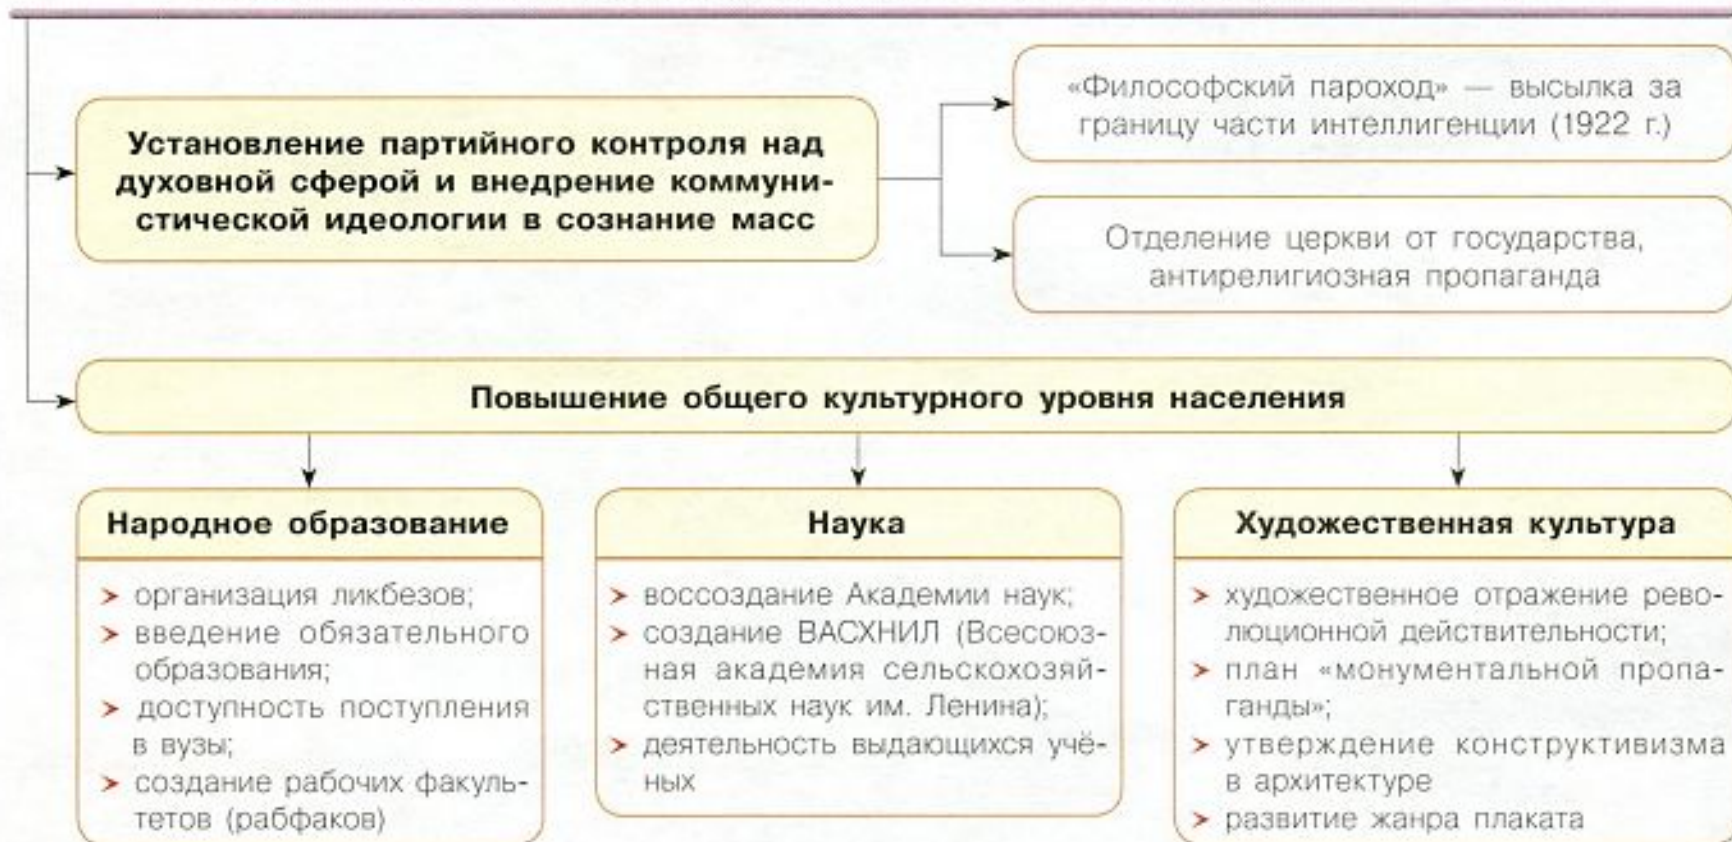 «Философский пароход» — высылка за
границу части интеллигенции (1922 г.)
Установление партийного контроля над
духовной сферой и внедрение коммуни-
стической идеологии в сознание масс
Отделение церкви от государства,
антирелигиозная пропаганда
Повышение общего культурного уровня населения
Народное образование
➤ организация ликбезов;
➤ введение обязательного
образования;
➤ доступность поступления
в вузы;
➤ создание рабочих факуль-
тетов (рабфаков)
Наука
➤ воссоздание Академии наук;
➤ создание ВАСХНИЛ (Всесоюз-
ная академия сельскохозяй-
ственных наук им. Ленина);
➤ деятельность выдающихся учё-
ных
Художественная культура
➤ художественное отражение рево-
люционной действительности;
➤ план «монументальной пропа-
ганды»;
➤ утверждение конструктивизма
в архитектуре
➤ развитие жанра плаката